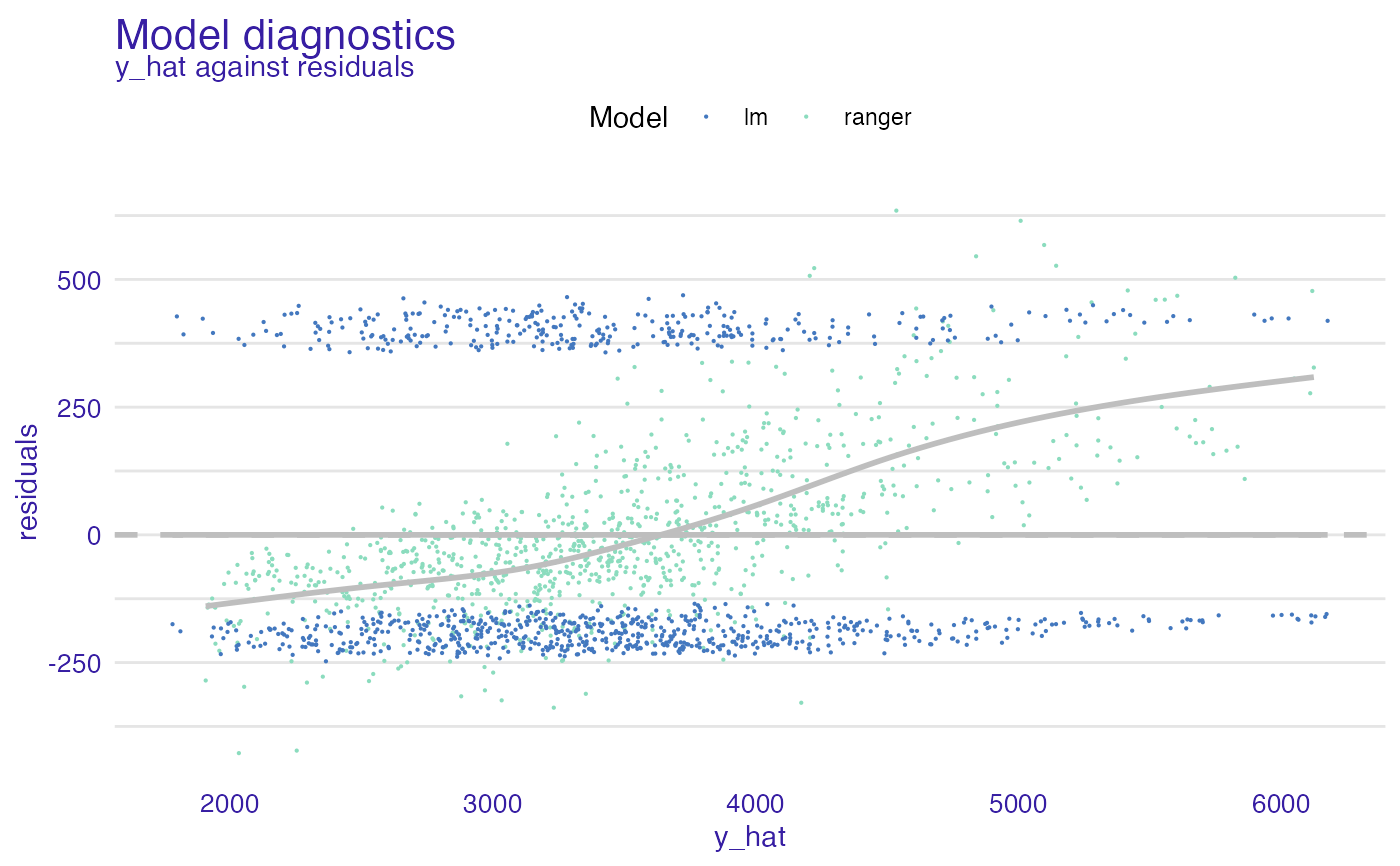 Model diagnostics
y_hat against residuals
Model lm ranger
500
250
0
-250
residuals
2000 3000 4000 5000 6000
y_hat